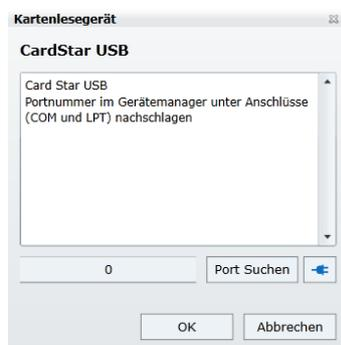 Kartenlesegerät
CardStar USB
Card Star USB
Portnummer im Gerätemanager unter Anschlüsse
(COM und LPT) nachschlagen
0
Port Suchen
OK
Abbrechen